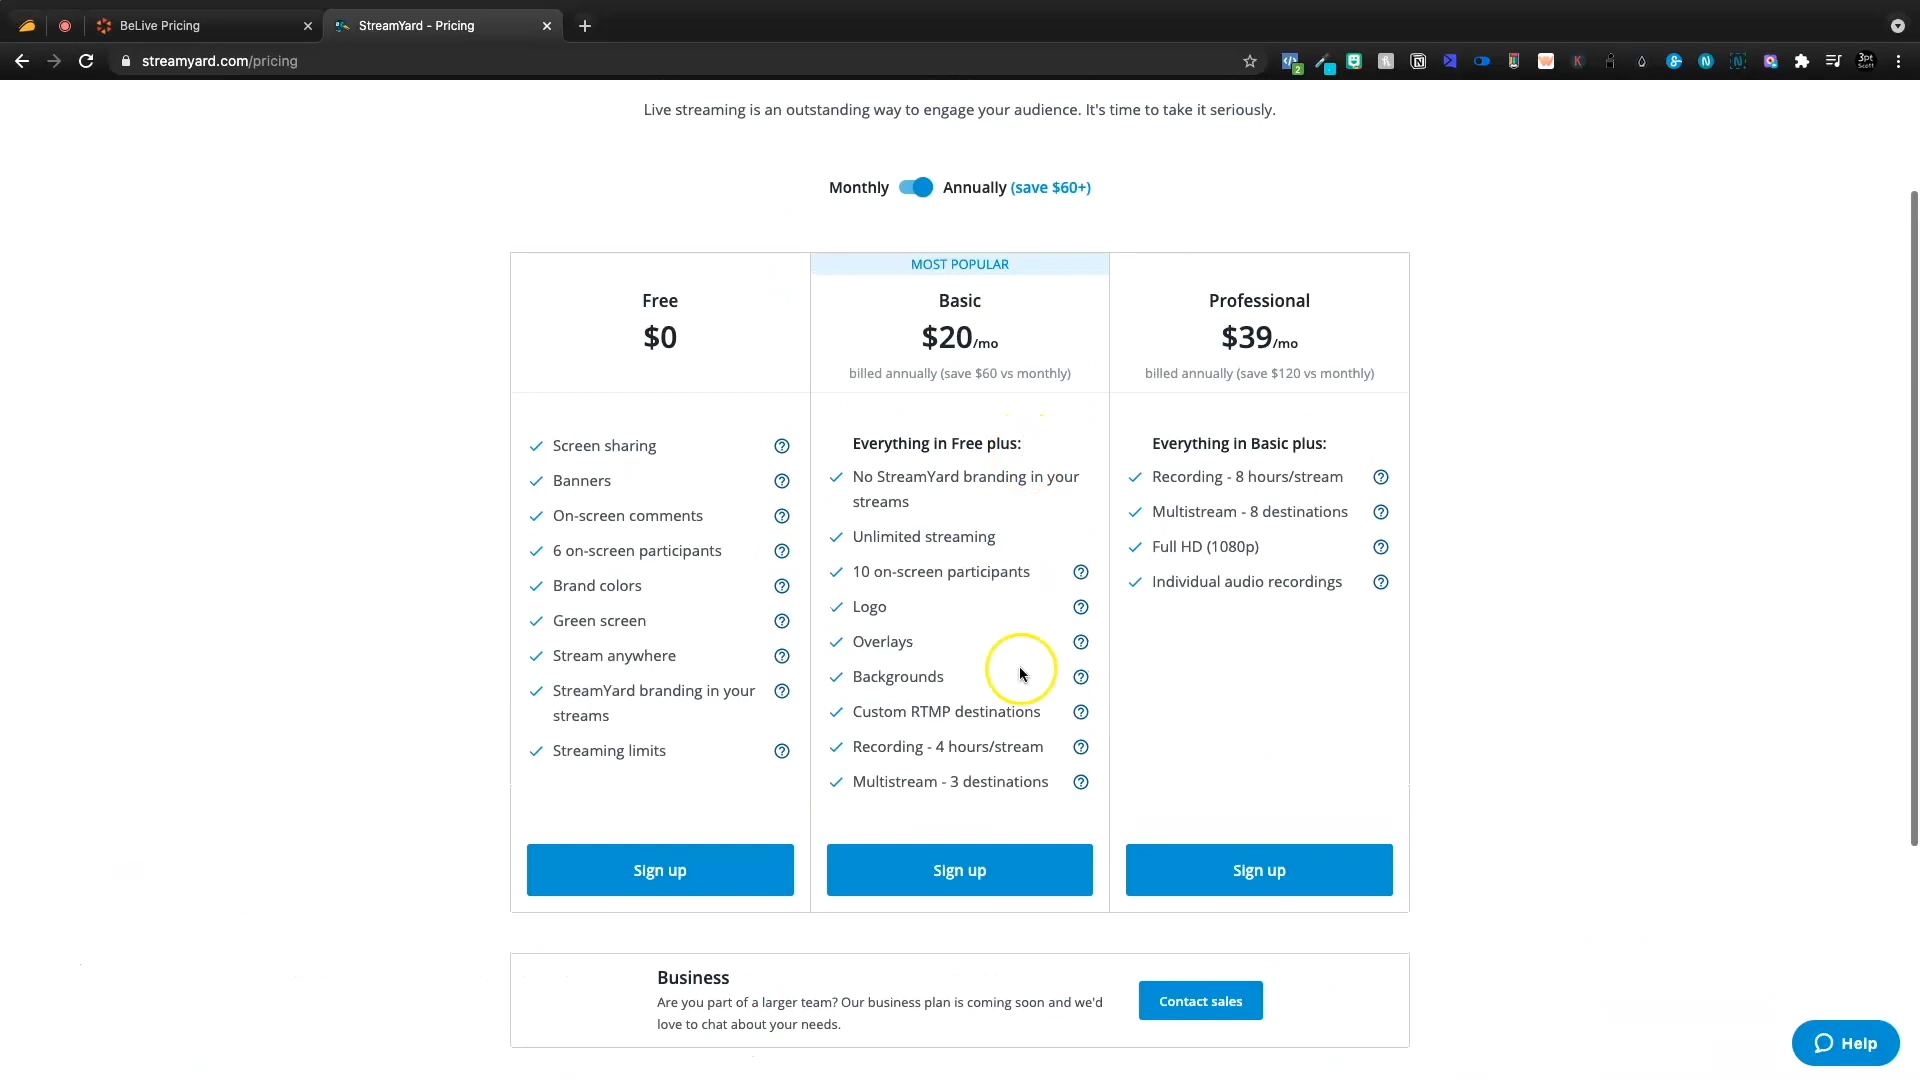 BeLive Pricing
StreamYard - Pricing
streamyard.com/pricing
Live streaming is an outstanding way to engage your audience. It's time to take it seriously.
Monthly Annually (save $60+)
Free
$0
Screen sharing
Banners
On-screen comments
6 on-screen participants
Brand colors
Green screen
Stream anywhere
StreamYard branding in your
streams
Streaming limits
Sign up
MOST POPULAR
Basic
$20/mo
billed annually (save $60 vs monthly)
Everything in Free plus:
No StreamYard branding in your
streams
Unlimited streaming
10 on-screen participants
Logo
Overlays
Backgrounds
Custom RTMP destinations
Recording - 4 hours/stream
Multistream - 3 destinations
Sign up
Professional
$39/mo
billed annually (save $120 vs monthly)
Everything in Basic plus:
Recording - 8 hours/stream
Multistream - 8 destinations
Full HD (1080p)
Individual audio recordings
Sign up
Business
Are you part of a larger team? Our business plan is coming soon and we'd
love to chat about your needs.
Contact sales
Help